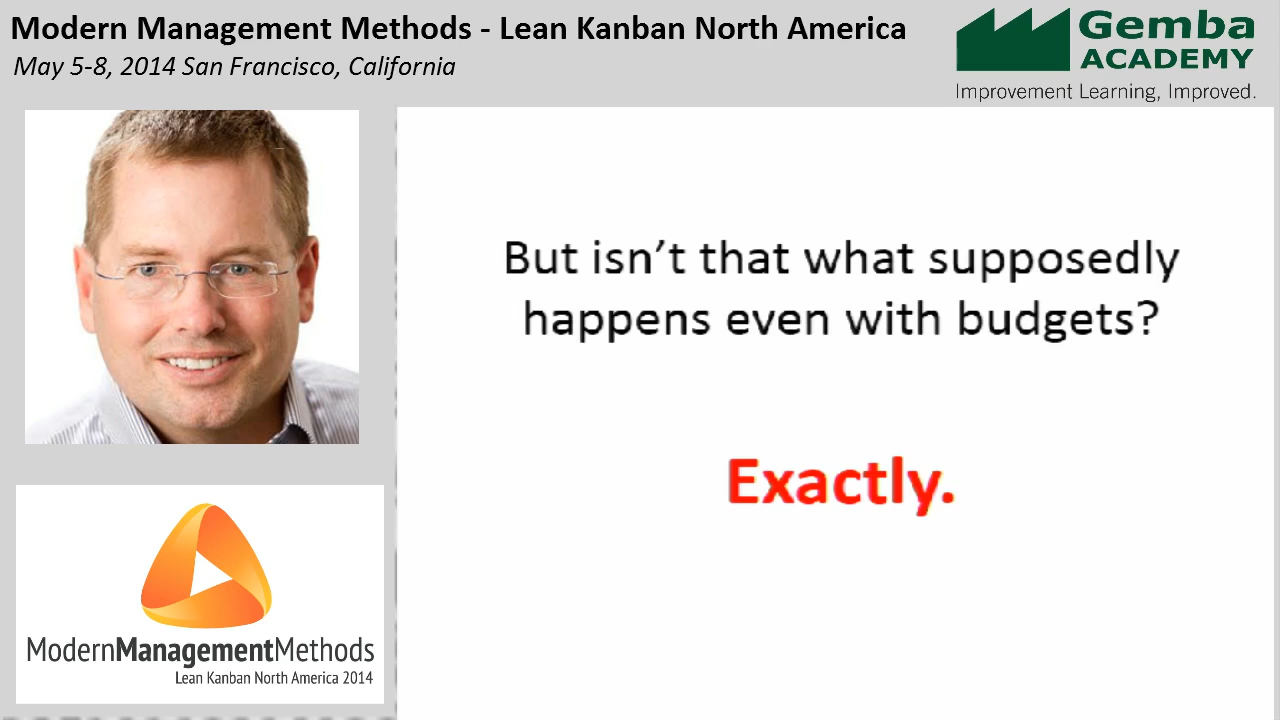 Modern Management Methods - Lean Kanban North America
May 5-8, 2014 San Francisco, California
Gemba
ACADEMY
Improvement Learning, Improved.
But isn’t that what supposedly
happens even with budgets?
Exactly.
ModernManagementMethods
Lean Kanban North America 2014